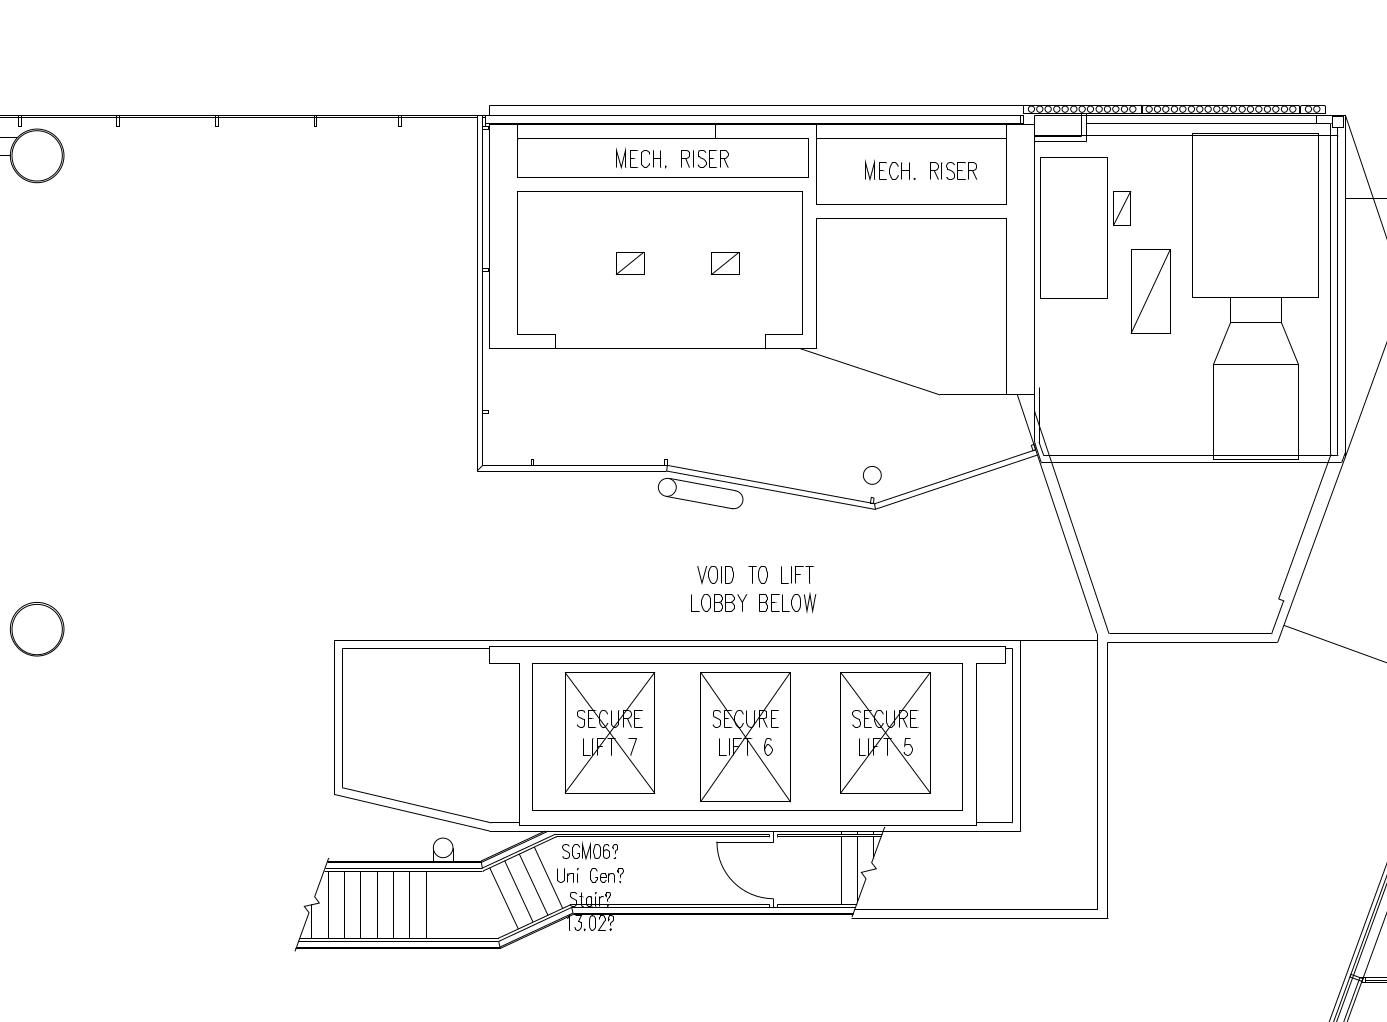 MECH. RISER
MECH. RISER
VOID TO LIFT
LOBBY BELOW
SECURE
LIFT 7
SECURE
LIFT 6
SECURE
LIFT 5
SGM06?
Uni Gen?
Stair?
13.02?